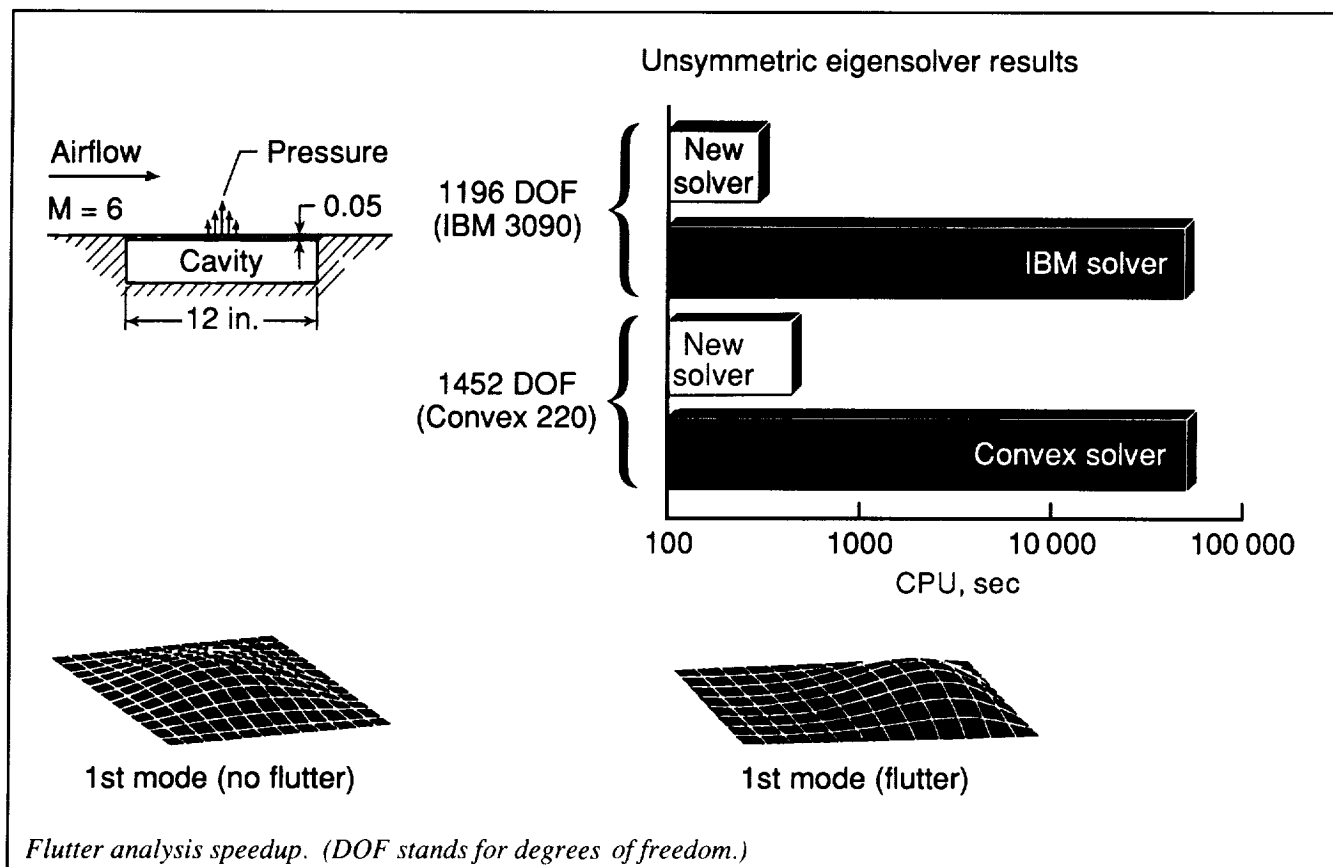 Unsymmetric eigensolver results
Airflow
Pressure
M = 6
0.05
Cavity
12 in.
1196 DOF
(IBM 3090)
New
solver
IBM solver
1452 DOF
(Convex 220)
New
solver
Convex solver
100
1000
10 000
100 000
CPU, sec
1st mode (no flutter)
1st mode (flutter)
Flutter analysis speedup. (DOF stands for degrees of freedom.)